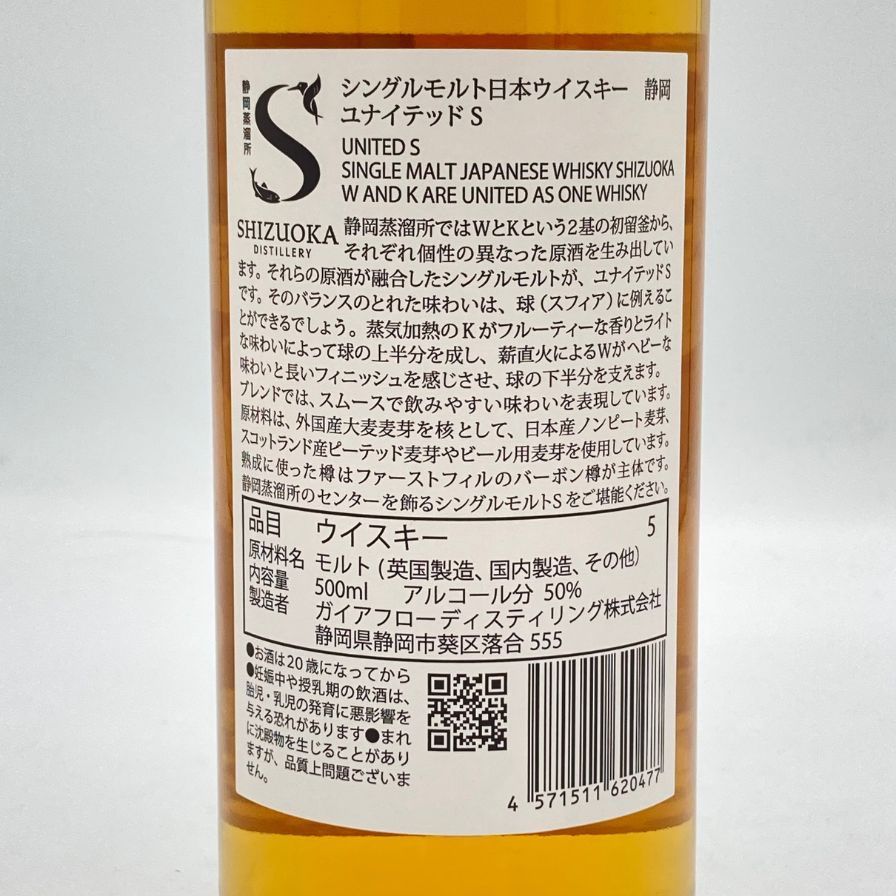 静岡蒸溜所
SHIZUOKA
DISTILLERY
シングルモルト日本ウイスキー 静岡
ユナイテッド S
UNITED S
SINGLE MALT JAPANESE WHISKY SHIZUOKA
W AND K ARE UNITED AS ONE WHISKY
静岡蒸溜所ではWとKという2基の初留釜から、
それぞれ個性の異なった原酒を生み出してい
ます。それらの原酒が融合したシングルモルトが、ユナイテッドS
です。そのバランスのとれた味わいは、球(スフィア)に例えるこ
とができるでしょう。蒸気加熱のKがフルーティーな香りとライト
な味わいによって球の上半分を成し、薪直火によるWがヘビーな
味わいと長いフィニッシュを感じさせ、球の下半分を支えます。
ブレンドでは、スムースで飲みやすい味わいを表現しています。
原材料は、外国産大麦麦芽を核として、日本産ノンピート麦芽、
スコットランド産ピーテッド麦芽やビール用麦芽を使用しています。
熟成に使った樽はファーストフィルのバーボン樽が主体です。
静岡蒸溜所のセンターを飾るシングルモルトSをご堪能ください。
品目 ウイスキー 5
原材料名 モルト(英国製造、国内製造、その他)
内容量 500ml アルコール分 50%
製造者 ガイアフローディスティリング株式会社
静岡県静岡市葵区落合 555
●お酒は20歳になってから
●妊娠中や授乳期の飲酒は、
胎児・乳児の発育に悪影響を
与える恐れがあります●まれ
に沈殿物を生じることがあり
ますが、品質上問題ございま
せん。
4 571511 620477